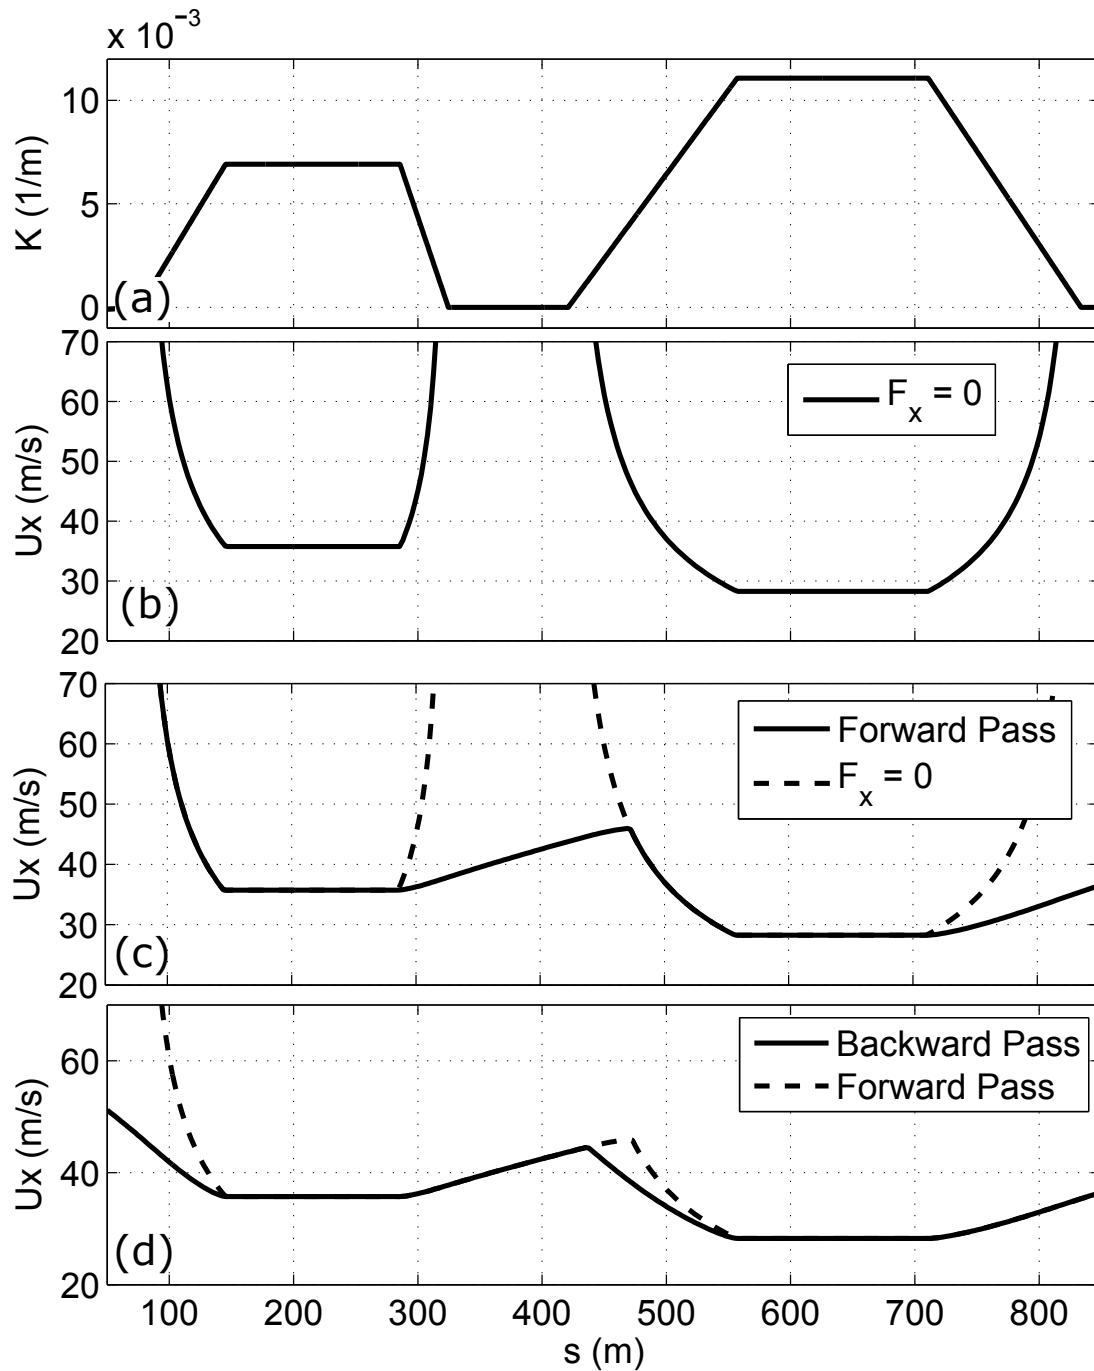 x 10⁻³
10
5
0
K (1/m)
(a)
70
60
50
40
30
20
Ux (m/s)
F_x = 0
(b)
70
60
50
40
30
20
Ux (m/s)
Forward Pass
F_x = 0
(c)
60
40
20
Ux (m/s)
Backward Pass
Forward Pass
(d)
100 200 300 400 500 600 700 800
s (m)